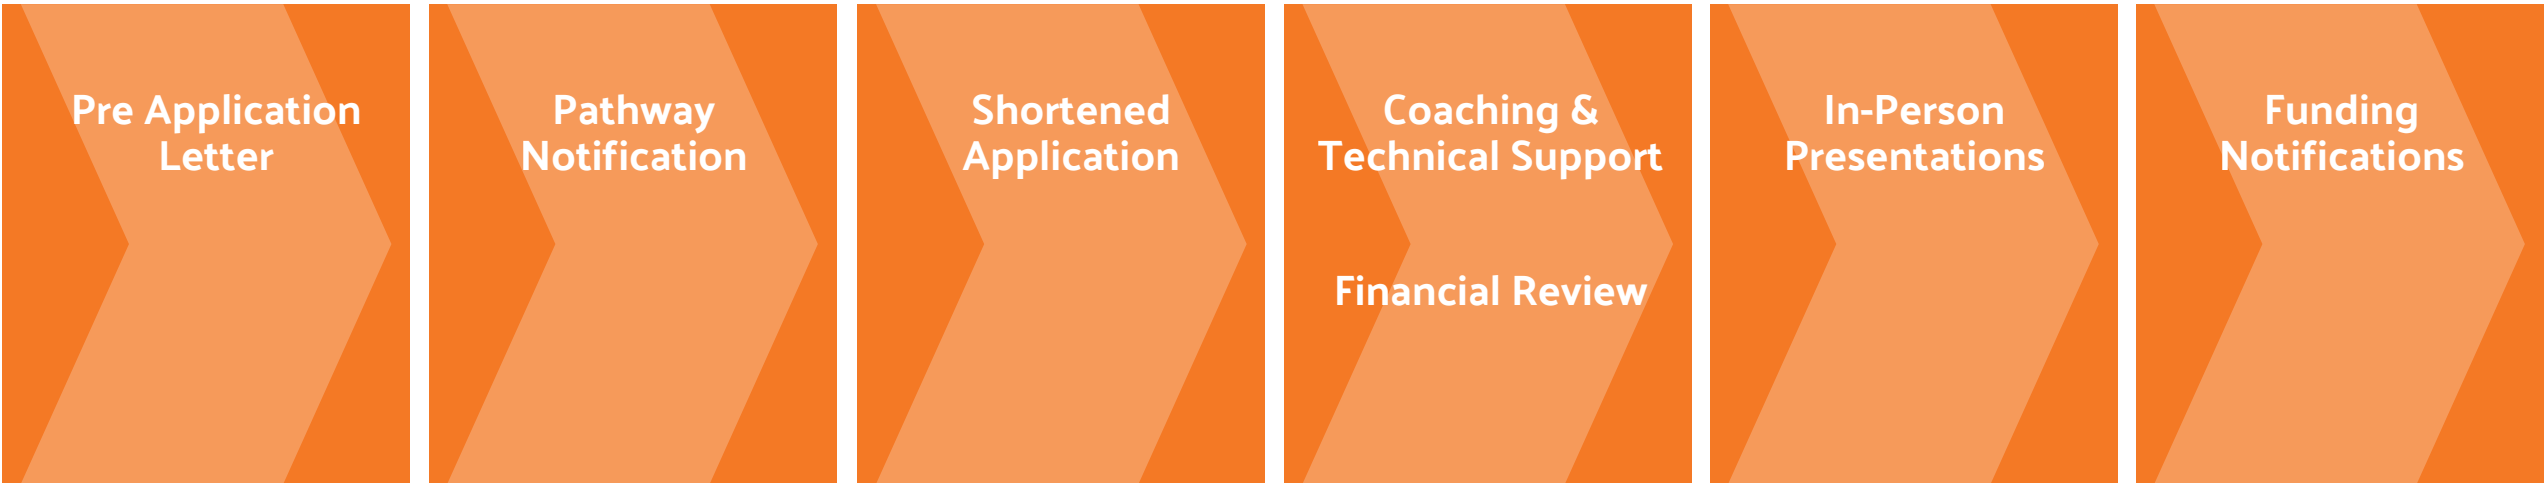 Pre Application
Letter
Pathway
Notification
Shortened
Application
Coaching &
Technical Support
Financial Review
In-Person
Presentations
Funding
Notifications